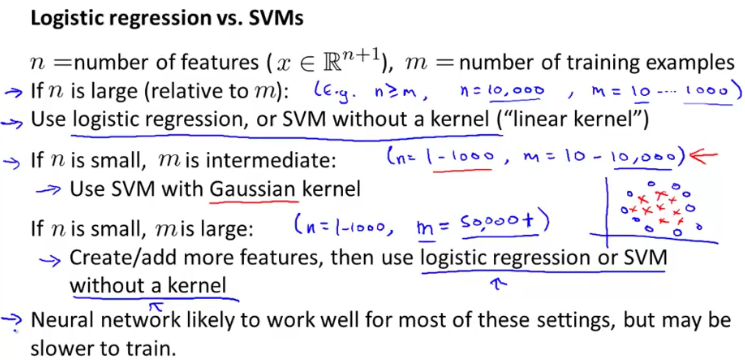 Logistic regression vs. SVMs
n =number of features (x ∈ ℝⁿ⁺¹), m = number of training examples
→ If n is large (relative to m): (E.g. n ≥ m, n = 10,000, m = 10 ... 1000)
→ Use logistic regression, or SVM without a kernel (“linear kernel”)
→ If n is small, m is intermediate: (n = 1 - 1000, m = 10 - 10,000) ←
→ Use SVM with Gaussian kernel
If n is small, m is large: (n = 1 - 1000, m = 50,000+)
→ Create/add more features, then use logistic regression or SVM
without a kernel
→ Neural network likely to work well for most of these settings, but may be
slower to train.